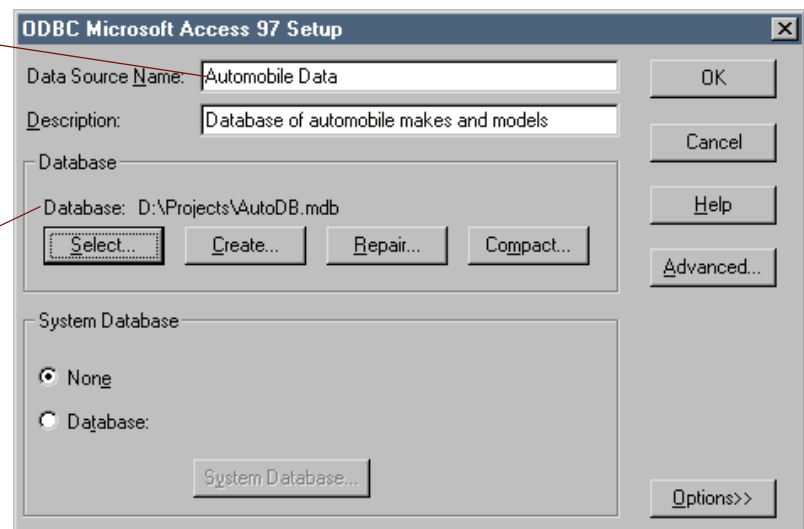 ODBC Microsoft Access 97 Setup
Data Source Name: Automobile Data
OK
Description: Database of automobile makes and models
Cancel
Database
Database: D:\Projects\AutoDB.mdb
Help
Select... Create... Repair... Compact...
Advanced...
System Database
None
Database:
System Database...
Options>>